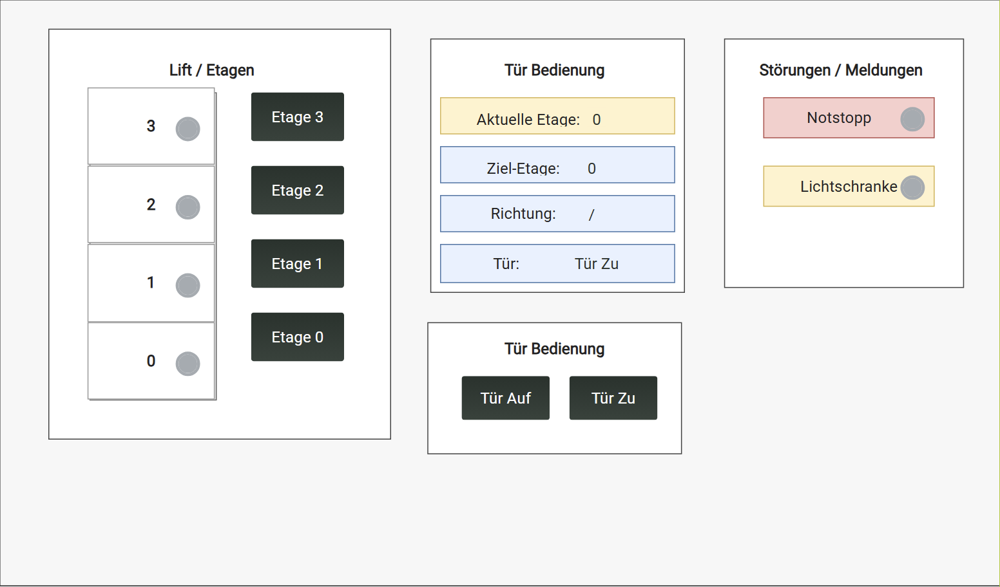 Lift / Etagen
3
Etage 3
2
Etage 2
1
Etage 1
0
Etage 0
Tür Bedienung
Aktuelle Etage: 0
Ziel-Etage: 0
Richtung: /
Tür: Tür Zu
Tür Bedienung
Tür Auf
Tür Zu
Störungen / Meldungen
Notstopp
Lichtschranke